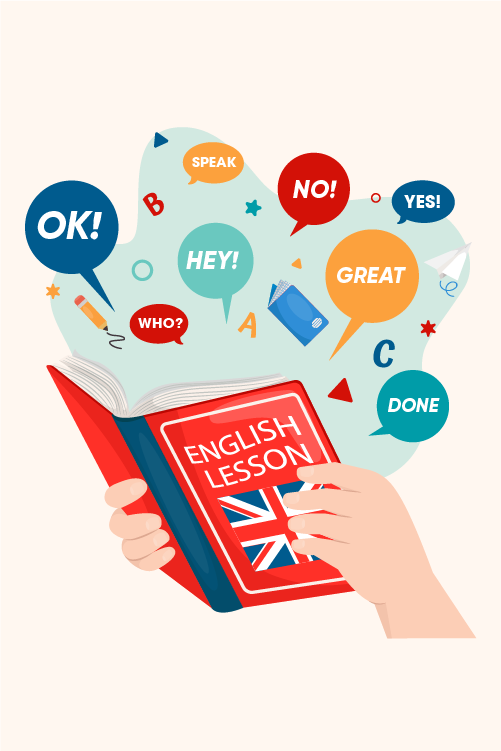 SPEAK
B
NO!
YES!
OK!
HEY!
GREAT
WHO?
A
C
DONE
ENGLISH
LESSON